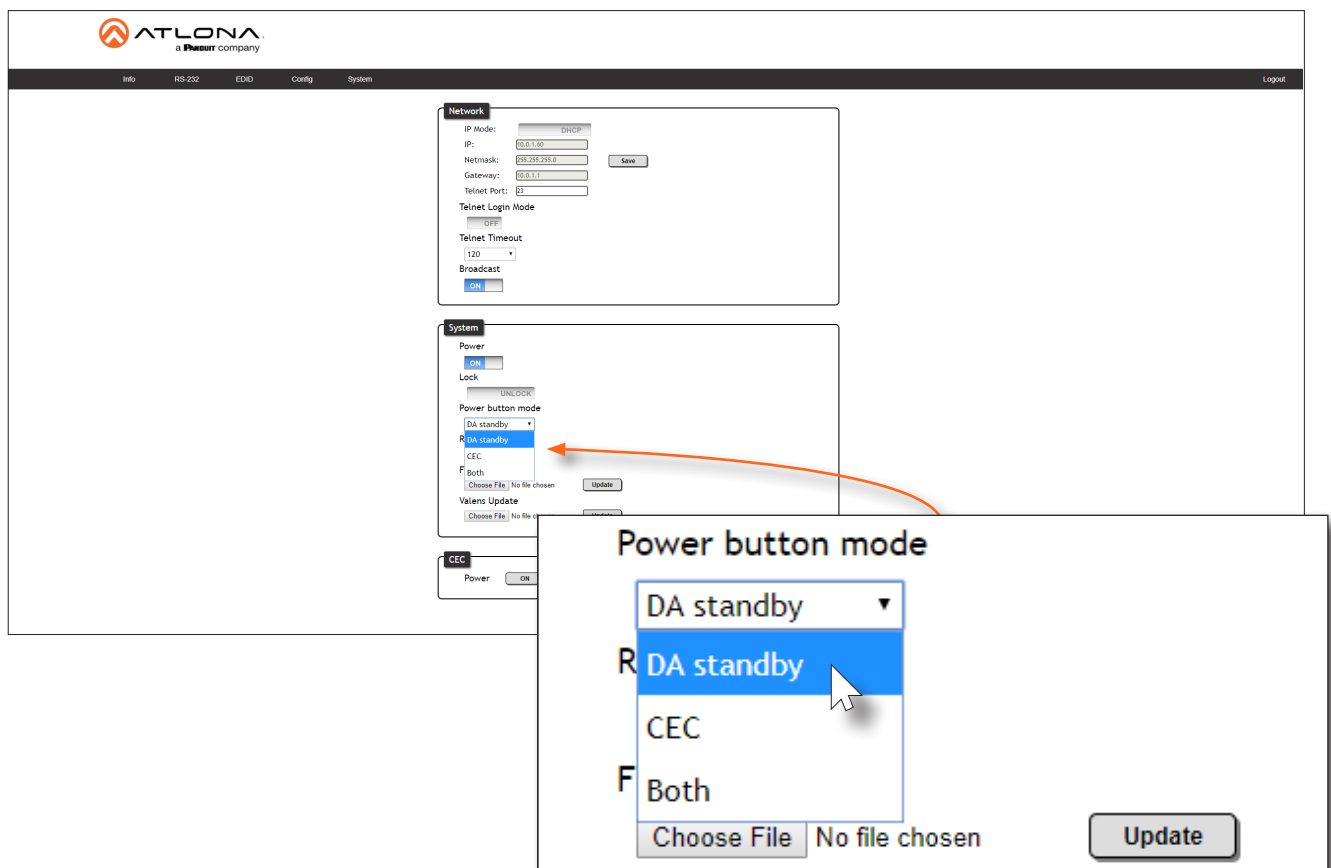 ATLONA
a PANDUIT company
Info RS-232 EDID Config System Logout
Network
IP Mode: DHCP
IP: 10.0.1.60
Netmask: 255.255.255.0 Save
Gateway: 10.0.1.1
Telnet Port: 23
Telnet Login Mode
OFF
Telnet Timeout
120
Broadcast
ON
System
Power
ON
Lock
UNLOCK
Power button mode
DA standby
R DA standby
CEC
F Both
Choose File No file chosen Update
Valens Update
Choose File No file Update
CEC
Power ON
Power button mode
DA standby
R DA standby
CEC
F Both
Choose File No file chosen Update